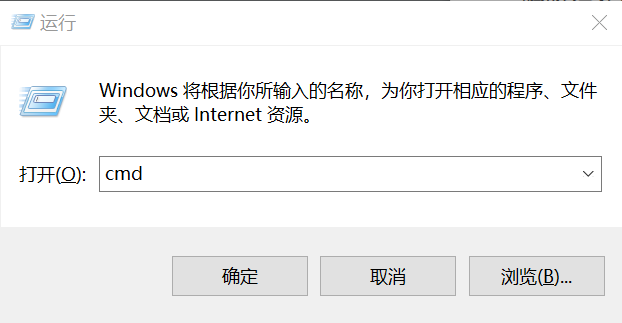 运行
Windows 将根据你所输入的名称，为你打开相应的程序、文件
夹、文档或 Internet 资源。
打开(O): cmd
确定 取消 浏览(B)...